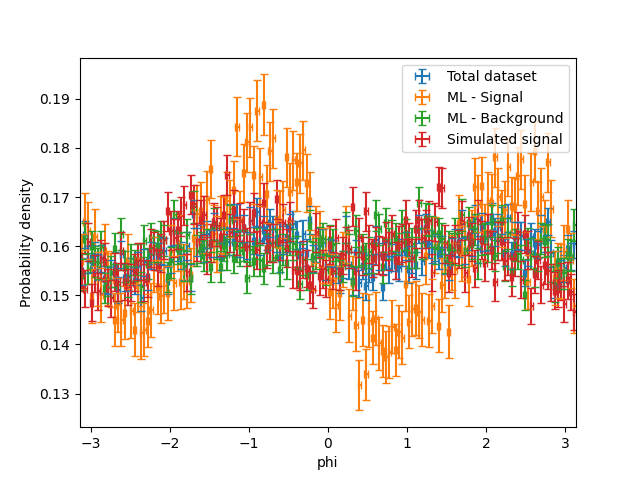 Total dataset
ML - Signal
ML - Background
Simulated signal
0.19
0.18
0.17
0.16
0.15
0.14
0.13
Probability density
−3
−2
−1
0
1
2
3
phi